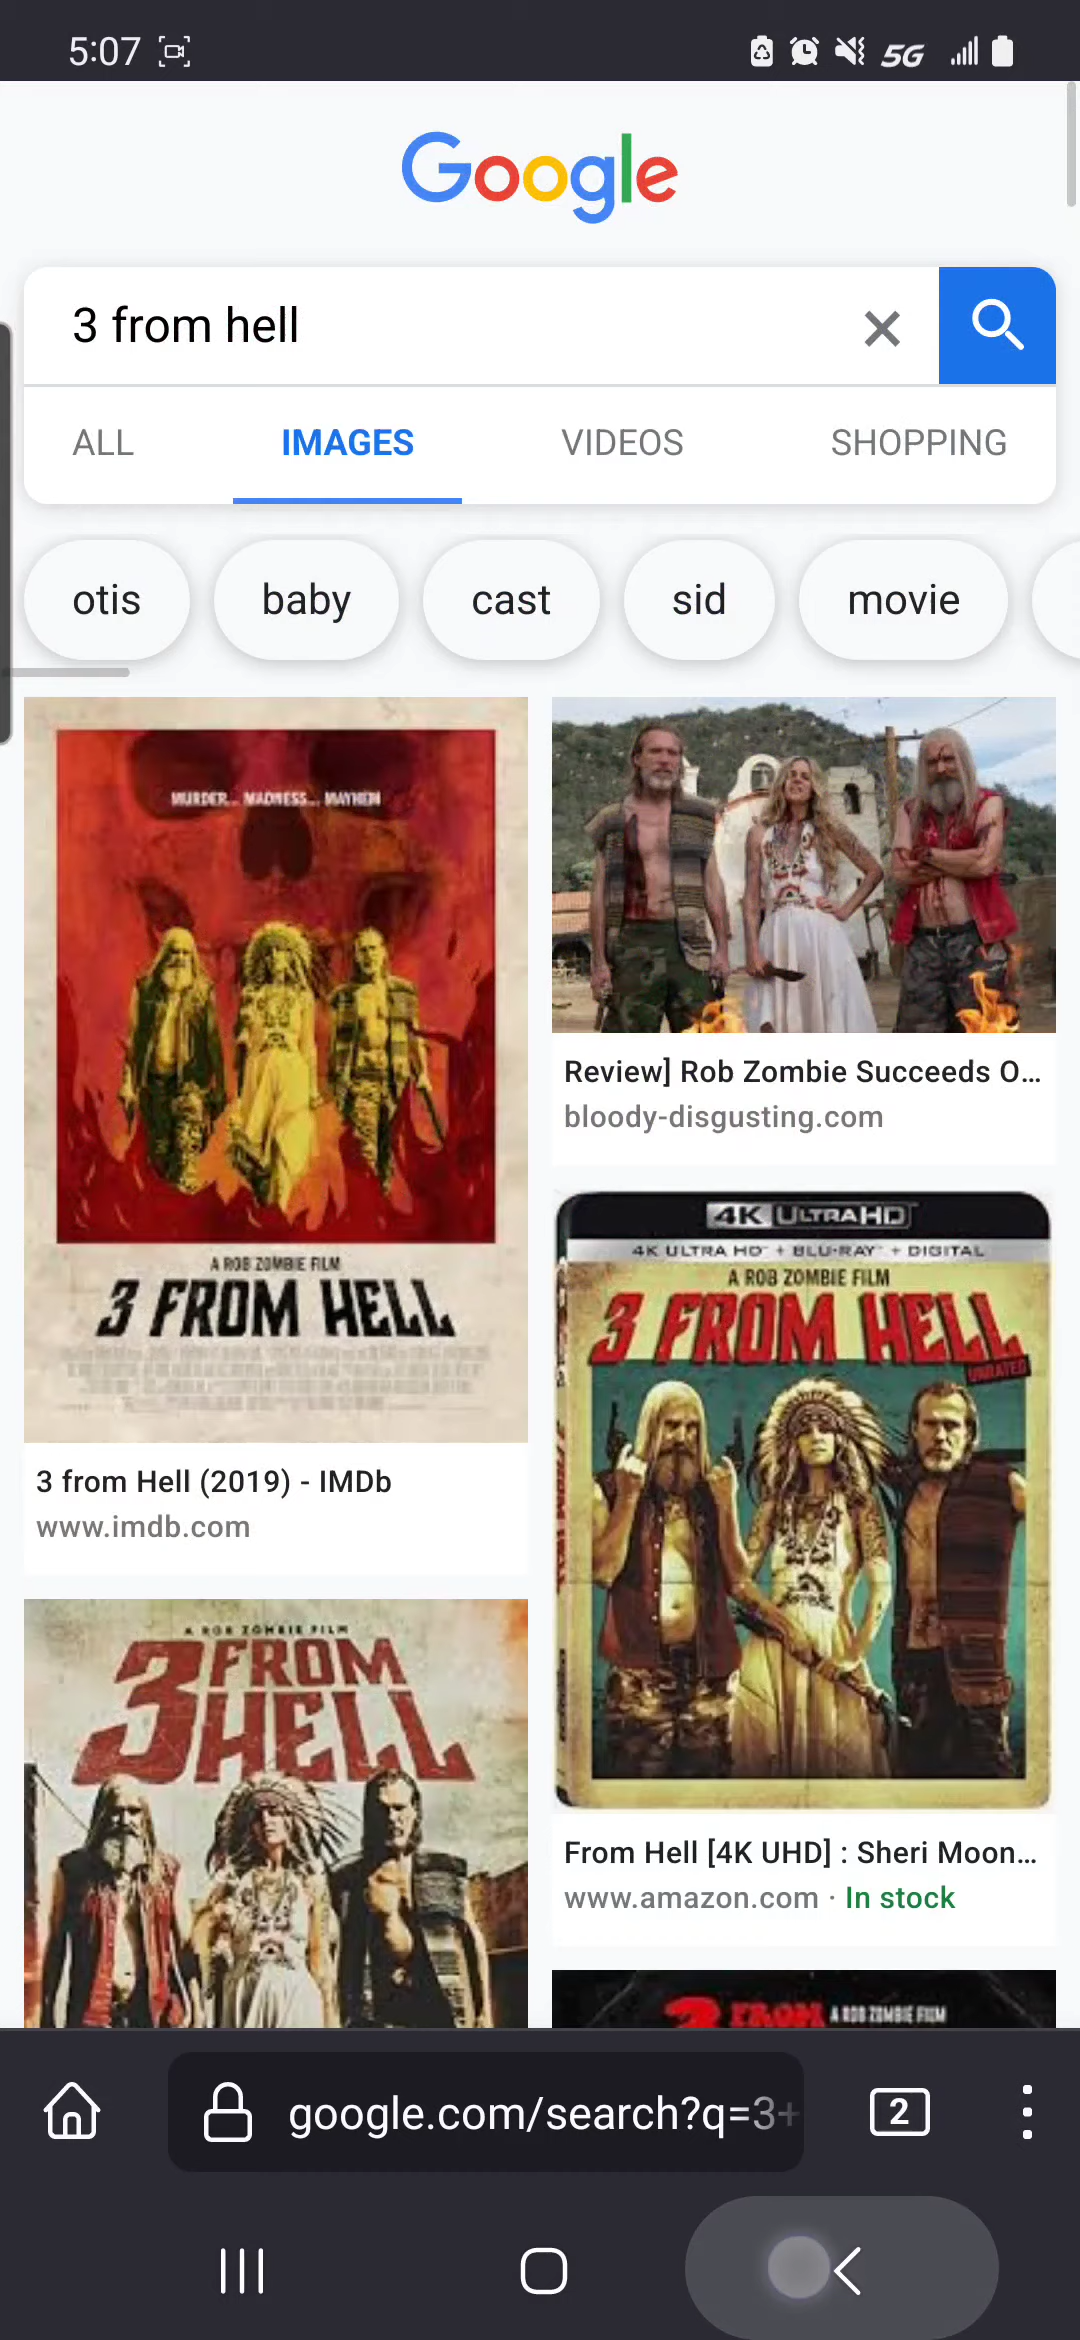 5:07
5G
Google
3 from hell
ALL
IMAGES
VIDEOS
SHOPPING
otis
baby
cast
sid
movie
MURDER... MADNESS... MAYHEM
A ROB ZOMBIE FILM
3 FROM HELL
3 from Hell (2019) - IMDb
www.imdb.com
Review] Rob Zombie Succeeds O...
bloody-disgusting.com
4K ULTRA HD
4K ULTRA HD + BLU-RAY + DIGITAL
A ROB ZOMBIE FILM
3 FROM HELL
UNRATED
From Hell [4K UHD] : Sheri Moon...
www.amazon.com · In stock
A ROB ZOMBIE FILM
3 FROM
HELL
3 FROM A ROB ZOMBIE FILM
google.com/search?q=3+
2